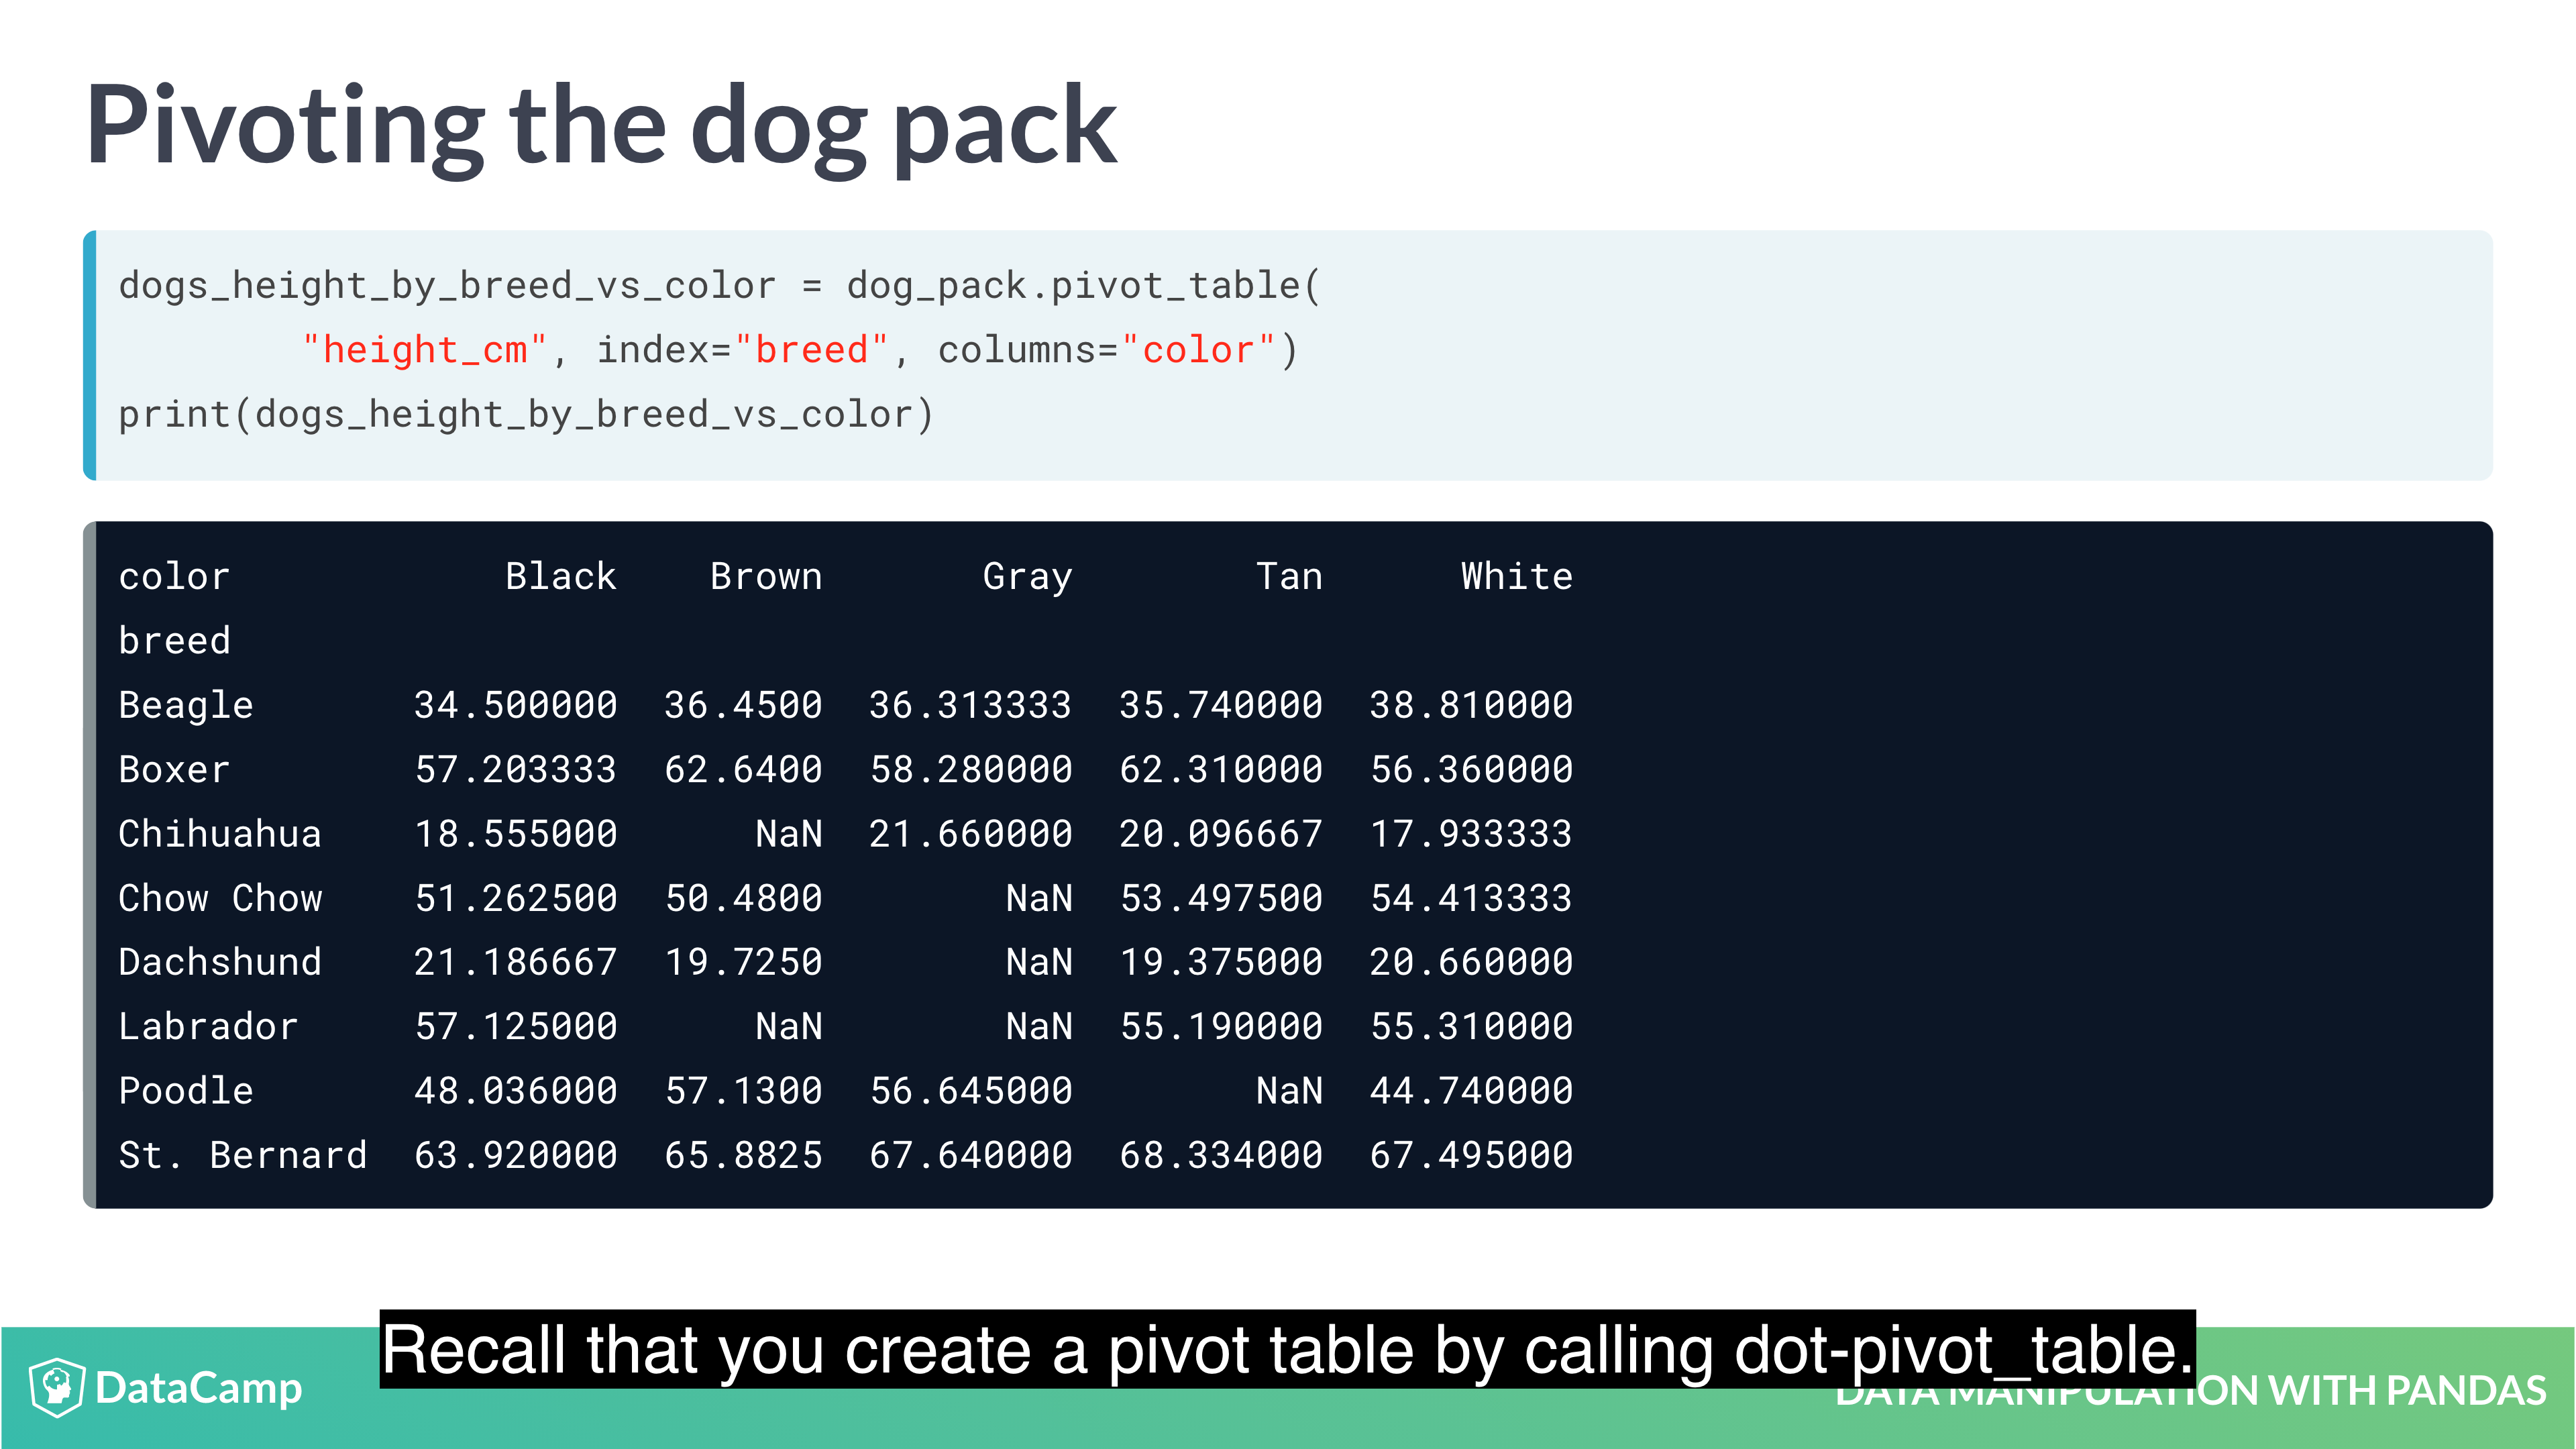 Pivoting the dog pack
dogs_height_by_breed_vs_color = dog_pack.pivot_table(
"height_cm", index="breed", columns="color")
print(dogs_height_by_breed_vs_color)
color Black Brown Gray Tan White
breed
Beagle 34.500000 36.4500 36.313333 35.740000 38.810000
Boxer 57.203333 62.6400 58.280000 62.310000 56.360000
Chihuahua 18.555000 NaN 21.660000 20.096667 17.933333
Chow Chow 51.262500 50.4800 NaN 53.497500 54.413333
Dachshund 21.186667 19.7250 NaN 19.375000 20.660000
Labrador 57.125000 NaN NaN 55.190000 55.310000
Poodle 48.036000 57.1300 56.645000 NaN 44.740000
St. Bernard 63.920000 65.8825 67.640000 68.334000 67.495000
Recall that you create a pivot table by calling dot-pivot_table.
DataCamp
DATA MANIPULATION WITH PANDAS